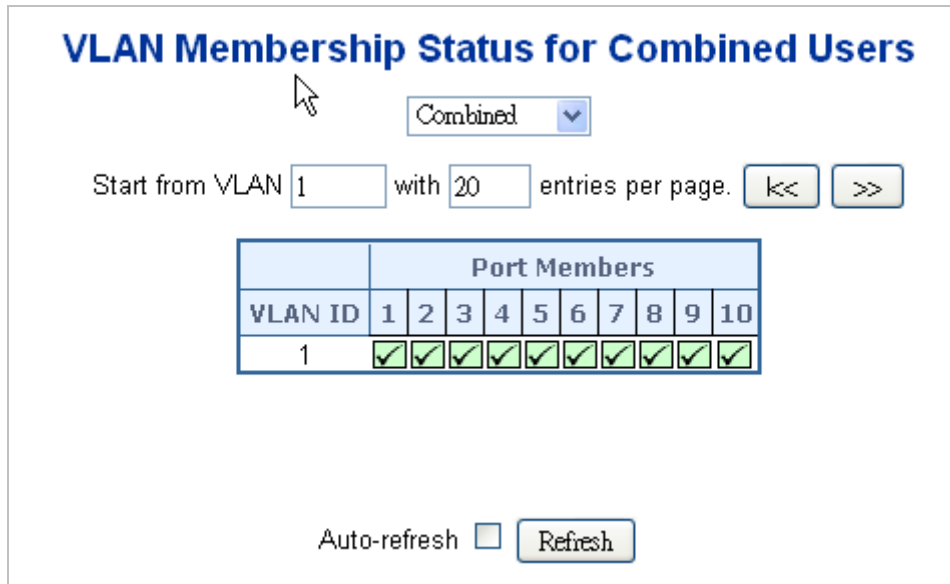 VLAN Membership Status for Combined Users
Combined
Start from VLAN 1 with 20 entries per page. k<< >>
Port Members
VLAN ID 1 2 3 4 5 6 7 8 9 10
1
Auto-refresh Refresh